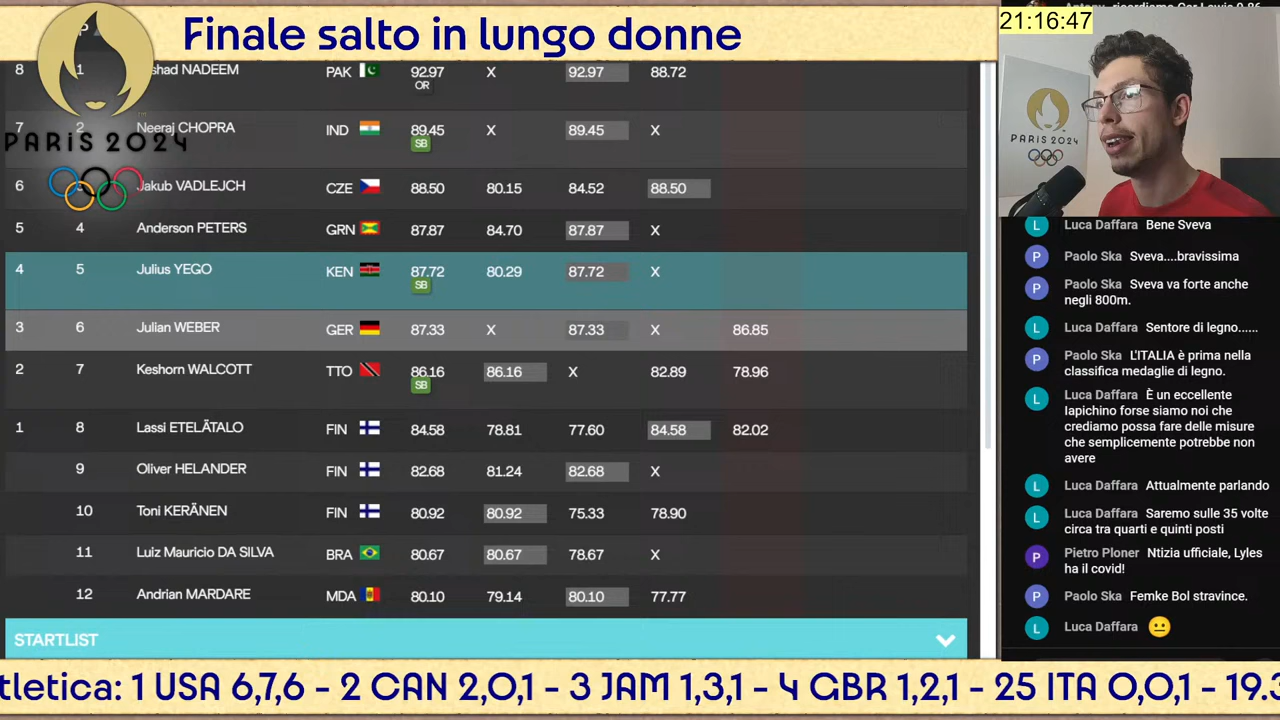 Finale salto in lungo donne
21:16:47
PARIS 2024
8 1 shad NADEEM PAK 92.97 X 92.97 88.72
OR
7 2 Neeraj CHOPRA IND 89.45 X 89.45 X
SB
6 Jakub VADLEJCH CZE 88.50 80.15 84.52 88.50
5 4 Anderson PETERS GRN 87.87 84.70 87.87 X
4 5 Julius YEGO KEN 87.72 80.29 87.72 X
SB
3 6 Julian WEBER GER 87.33 X 87.33 X 86.85
2 7 Keshorn WALCOTT TTO 86.16 86.16 X 82.89 78.96
SB
1 8 Lassi ETELÄTALO FIN 84.58 78.81 77.60 84.58 82.02
9 Oliver HELANDER FIN 82.68 81.24 82.68 X
10 Toni KERÄNEN FIN 80.92 80.92 75.33 78.90
11 Luiz Mauricio DA SILVA BRA 80.67 80.67 78.67 X
12 Andrian MARDARE MDA 80.10 79.14 80.10 77.77
STARTLIST
PARIS 2024
L Luca Daffara Bene Sveva
P Paolo Ska Sveva....bravissima
P Paolo Ska Sveva va forte anche
negli 800m.
L Luca Daffara Sentore di legno......
P Paolo Ska L'ITALIA è prima nella
classifica medaglie di legno.
L Luca Daffara È un eccellente
Iapichino forse siamo noi che
crediamo possa fare delle misure
che semplicemente potrebbe non
avere
L Luca Daffara Attualmente parlando
L Luca Daffara Saremo sulle 35 volte
circa tra quarti e quinti posti
P Pietro Ploner Ntizia ufficiale, Lyles
ha il covid!
P Paolo Ska Femke Bol stravince.
L Luca Daffara 😐
tletica: 1 USA 6,7,6 - 2 CAN 2,0,1 - 3 JAM 1,3,1 - 4 GBR 1,2,1 - 25 ITA 0,0,1 - 19.3